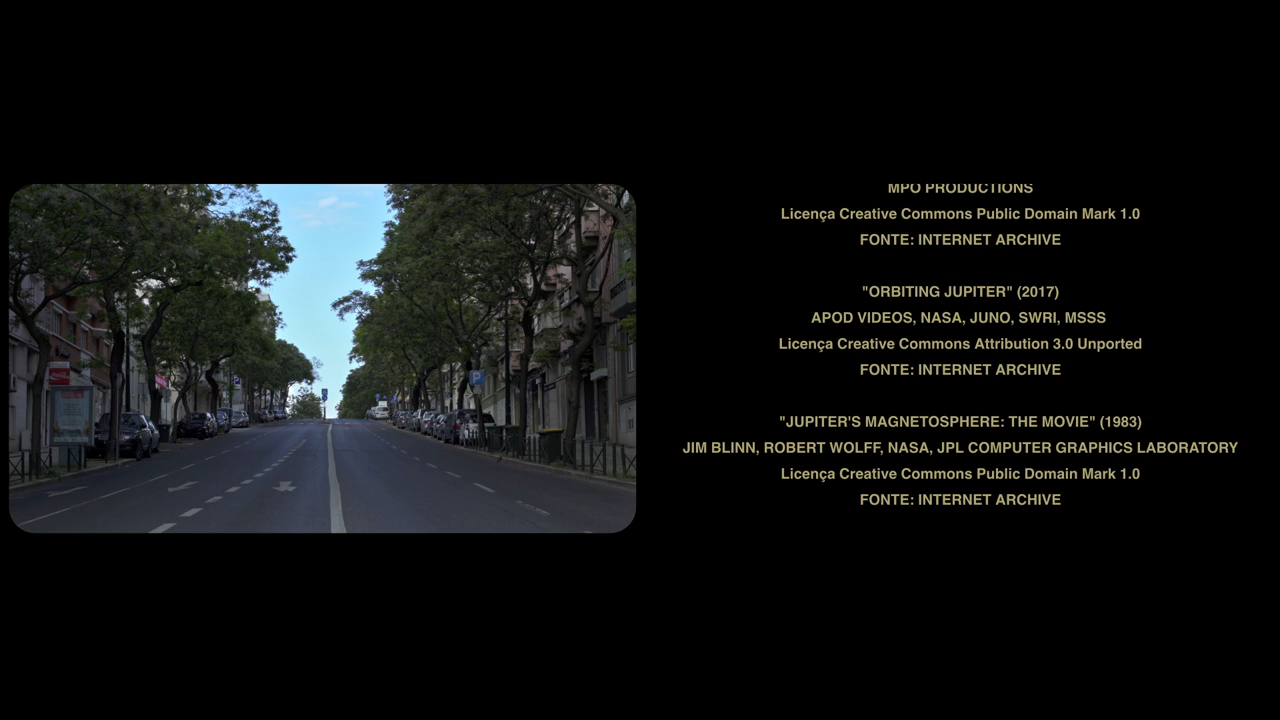 MPO PRODUCTIONS
Licença Creative Commons Public Domain Mark 1.0
FONTE: INTERNET ARCHIVE
"ORBITING JUPITER" (2017)
APOD VIDEOS, NASA, JUNO, SWRI, MSSS
Licença Creative Commons Attribution 3.0 Unported
FONTE: INTERNET ARCHIVE
"JUPITER'S MAGNETOSPHERE: THE MOVIE" (1983)
JIM BLINN, ROBERT WOLFF, NASA, JPL COMPUTER GRAPHICS LABORATORY
Licença Creative Commons Public Domain Mark 1.0
FONTE: INTERNET ARCHIVE
P